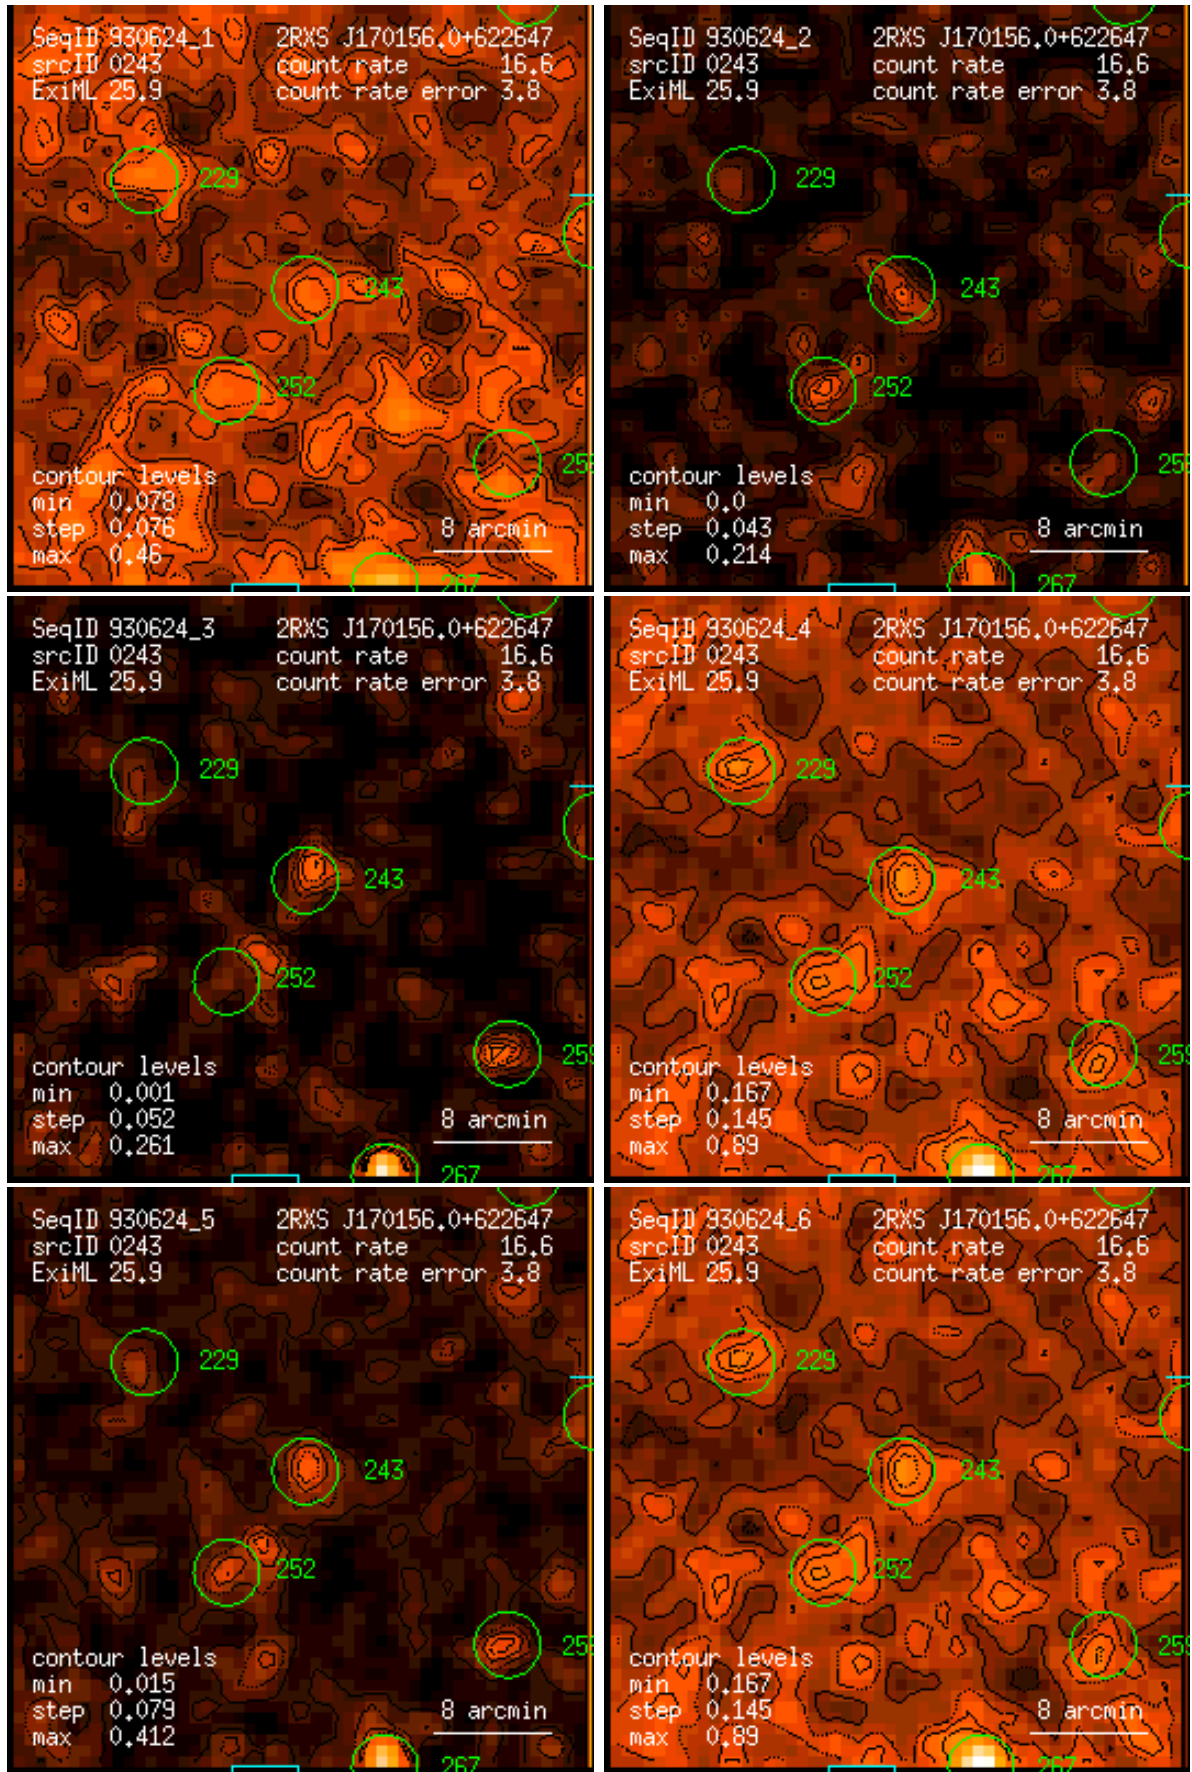 SeqID 930624_1 2RXS J170156.0+622647
srcID 0243 count rate 16.6
ExiML 25.9 count rate error 3.8
229
243
252
259
contour levels
min 0.078
step 0.076 8 arcmin
max 0.46
267
SeqID 930624_2 2RXS J170156.0+622647
srcID 0243 count rate 16.6
ExiML 25.9 count rate error 3.8
229
243
252
259
contour levels
min 0.0
step 0.043 8 arcmin
max 0.214
267
SeqID 930624_3 2RXS J170156.0+622647
srcID 0243 count rate 16.6
ExiML 25.9 count rate error 3.8
229
243
252
259
contour levels
min 0.001
step 0.052 8 arcmin
max 0.261
267
SeqID 930624_4 2RXS J170156.0+622647
srcID 0243 count rate 16.6
ExiML 25.9 count rate error 3.8
229
243
252
259
contour levels
min 0.167
step 0.145 8 arcmin
max 0.89
267
SeqID 930624_5 2RXS J170156.0+622647
srcID 0243 count rate 16.6
ExiML 25.9 count rate error 3.8
229
243
252
259
contour levels
min 0.015
step 0.079 8 arcmin
max 0.412
267
SeqID 930624_6 2RXS J170156.0+622647
srcID 0243 count rate 16.6
ExiML 25.9 count rate error 3.8
229
243
252
259
contour levels
min 0.167
step 0.145 8 arcmin
max 0.89
267